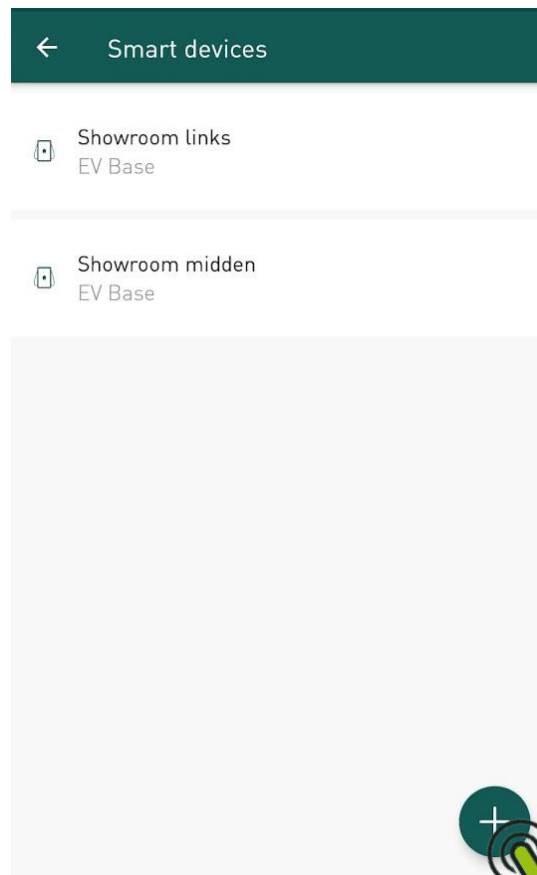 Smart devices
Showroom links
EV Base
Showroom midden
EV Base